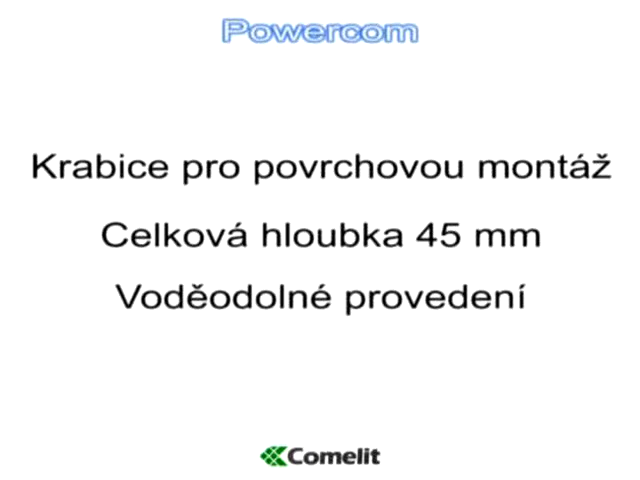 Powercom
Krabice pro povrchovou montáž
Celková hloubka 45 mm
Voděodolné provedení
Comelit